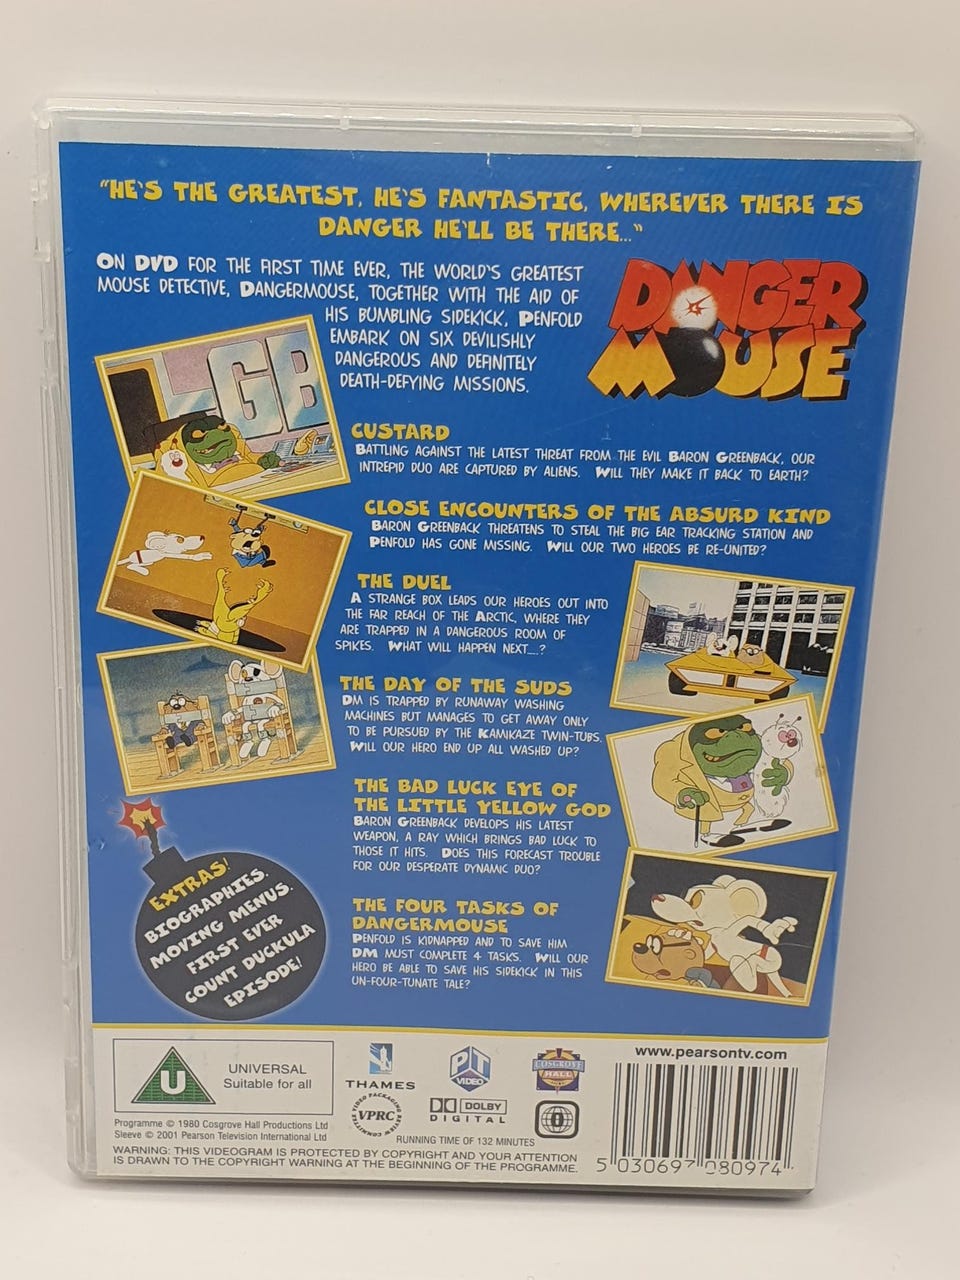 "HE'S THE GREATEST, HE'S FANTASTIC, WHEREVER THERE IS
DANGER HE'LL BE THERE..."
ON DVD FOR THE FIRST TIME EVER, THE WORLD'S GREATEST
MOUSE DETECTIVE, DANGERMOUSE, TOGETHER WITH THE AID OF
HIS BUMBLING SIDEKICK, PENFOLD
EMBARK ON SIX DEVILISHLY
DANGEROUS AND DEFINITELY
DEATH-DEFYING MISSIONS.
DANGER
MOUSE
GB
CUSTARD
BATTLING AGAINST THE LATEST THREAT FROM THE EVIL BARON GREENBACK, OUR
INTREPID DUO ARE CAPTURED BY ALIENS. WILL THEY MAKE IT BACK TO EARTH?
CLOSE ENCOUNTERS OF THE ABSURD KIND
BARON GREENBACK THREATENS TO STEAL THE BIG EAR TRACKING STATION AND
PENFOLD HAS GONE MISSING. WILL OUR TWO HEROES BE RE-UNITED?
THE DUEL
A STRANGE BOX LEADS OUR HEROES OUT INTO
THE FAR REACH OF THE ARCTIC, WHERE THEY
ARE TRAPPED IN A DANGEROUS ROOM OF
SPIKES. WHAT WILL HAPPEN NEXT....?
THE DAY OF THE SUDS
DM IS TRAPPED BY RUNAWAY WASHING
MACHINES BUT MANAGES TO GET AWAY ONLY
TO BE PURSUED BY THE KAMIKAZE TWIN-TUBS.
WILL OUR HERO END UP ALL WASHED UP?
THE BAD LUCK EYE OF
THE LITTLE YELLOW GOD
BARON GREENBACK DEVELOPS HIS LATEST
WEAPON, A RAY WHICH BRINGS BAD LUCK TO
THOSE IT HITS. DOES THIS FORECAST TROUBLE
FOR OUR DESPERATE DYNAMIC DUO?
THE FOUR TASKS OF
DANGERMOUSE
PENFOLD IS KIDNAPPED AND TO SAVE HIM
DM MUST COMPLETE 4 TASKS. WILL OUR
HERO BE ABLE TO SAVE HIS SIDEKICK IN THIS
UN-FOUR-TUNATE TALE?
EXTRAS!
BIOGRAPHIES.
MOVING MENUS.
FIRST EVER
COUNT DUCKULA
EPISODE!
U
UNIVERSAL
Suitable for all
THAMES
PT
VIDEO
COSGROVE
HALL
www.pearsontv.com
VIDEO PACKAGING REVIEW COMMITTEE
VPRC
DOLBY
DIGITAL
0
Programme © 1980 Cosgrove Hall Productions Ltd
Sleeve © 2001 Pearson Television International Ltd
RUNNING TIME OF 132 MINUTES
WARNING: THIS VIDEOGRAM IS PROTECTED BY COPYRIGHT AND YOUR ATTENTION
IS DRAWN TO THE COPYRIGHT WARNING AT THE BEGINNING OF THE PROGRAMME.
5 030697 080974